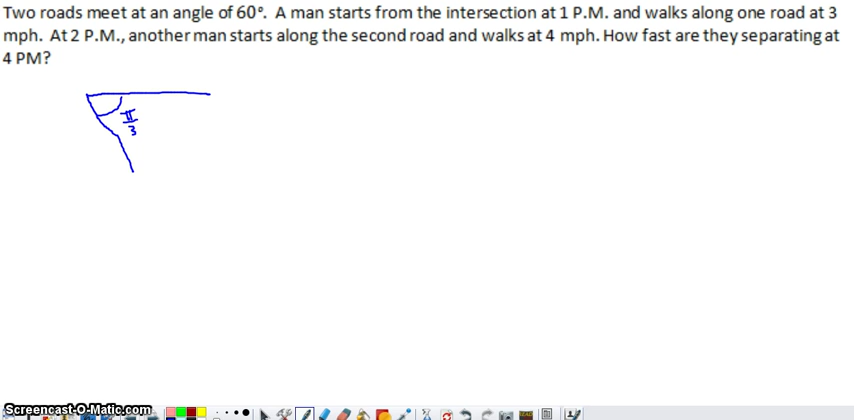 Two roads meet at an angle of 60°. A man starts from the intersection at 1 P.M. and walks along one road at 3
mph. At 2 P.M., another man starts along the second road and walks at 4 mph. How fast are they separating at
4 PM?
π
3
Screencast-O-Matic.com